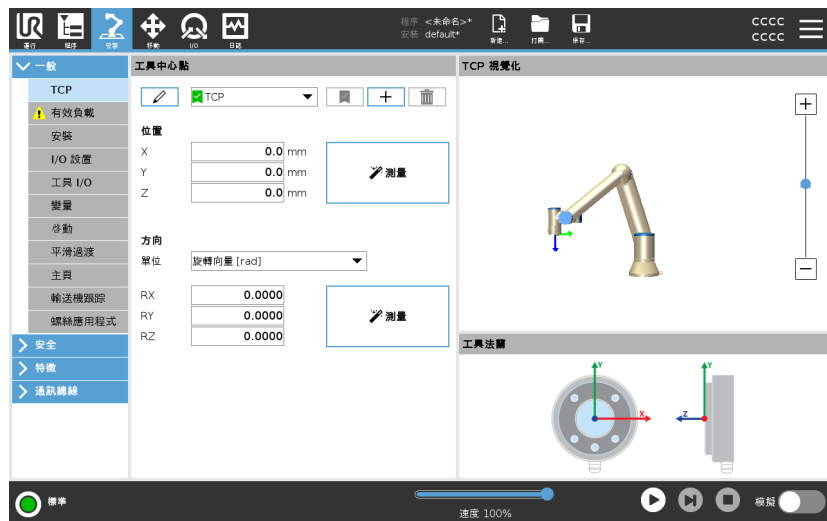 程序 <未命名>*
安裝 default*
運行
程序
安裝
移動
I/O
日誌
新建...
打開...
保存...
cccc
cccc
一般
TCP
有效負載
安裝
I/O 設置
工具 I/O
變量
啓動
平滑過渡
主頁
輸送機跟踪
螺絲應用程式
安全
特徵
通訊總線
工具中心點
TCP
位置
X 0.0 mm
Y 0.0 mm
Z 0.0 mm
測量
方向
單位 旋轉向量 [rad]
RX 0.0000
RY 0.0000
RZ 0.0000
測量
TCP 視覺化
工具法蘭
Y
X
Y
Z
標準
速度 100%
模擬